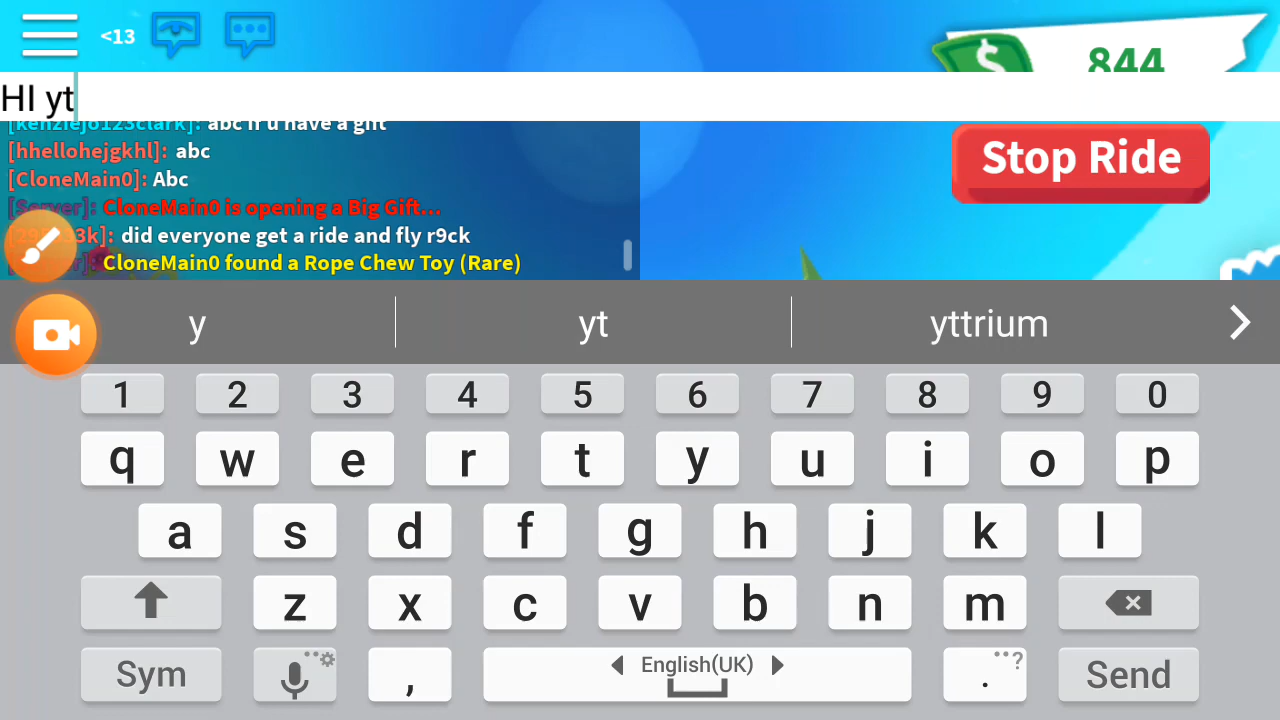 <13
844
HI yt
[kenziejo123clark]: abc if u have a gift
[hhellohejgkhl]: abc
[CloneMain0]: Abc
[Server]: CloneMain0 is opening a Big Gift...
did everyone get a ride and fly r9ck
CloneMain0 found a Rope Chew Toy (Rare)
Stop Ride
y yt yttrium
1 2 3 4 5 6 7 8 9 0
q w e r t y u i o p
a s d f g h j k l
z x c v b n m
Sym , English(UK) . ? Send